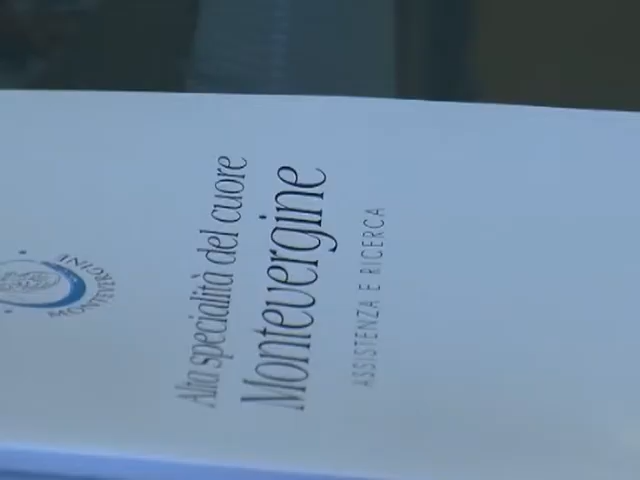 Alta specialità del cuore
Montevergine
ASSISTENZA E RICERCA